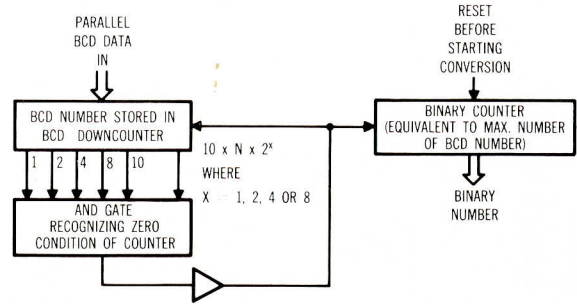 PARALLEL
BCD DATA
IN
RESET
BEFORE
STARTING
CONVERSION
BCD NUMBER STORED IN
BCD DOWNCOUNTER
BINARY COUNTER
(EQUIVALENT TO MAX. NUMBER
OF BCD NUMBER)
1 2 4 8 10
10 x N x 2ˣ
WHERE
X = 1, 2, 4 OR 8
AND GATE
RECOGNIZING ZERO
CONDITION OF COUNTER
BINARY
NUMBER